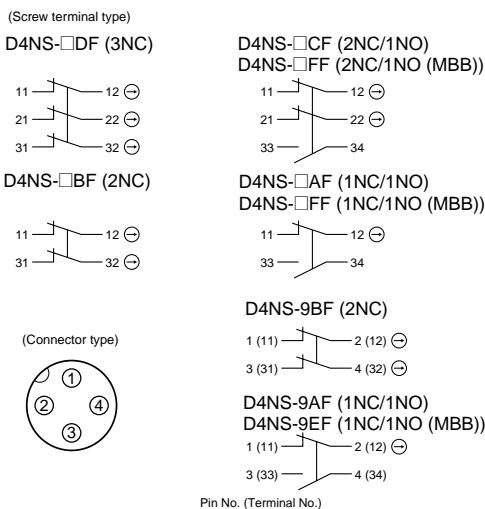 (Screw terminal type)
D4NS-□DF (3NC)
11 12 →
21 22 →
31 32 →
D4NS-□CF (2NC/1NO)
D4NS-□FF (2NC/1NO (MBB))
11 12 →
21 22 →
33 34
D4NS-□BF (2NC)
11 12 →
31 32 →
D4NS-□AF (1NC/1NO)
D4NS-□FF (1NC/1NO (MBB))
11 12 →
33 34
D4NS-9BF (2NC)
1 (11) 2 (12) →
3 (31) 4 (32) →
(Connector type)
①
② ④
③
D4NS-9AF (1NC/1NO)
D4NS-9EF (1NC/1NO (MBB))
1 (11) 2 (12) →
3 (33) 4 (34)
Pin No. (Terminal No.)